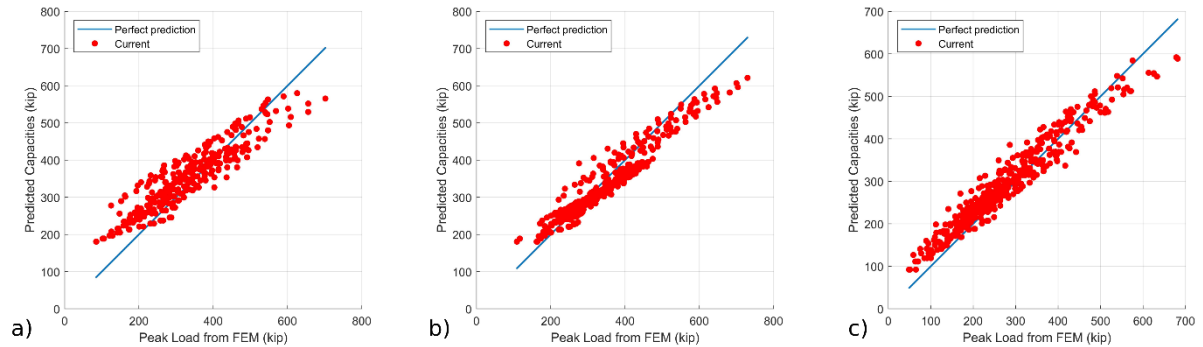 800
700
600
500
400
300
200
100
0
Predicted Capacities (kip)
Perfect prediction
Current
0 200 400 600 800
Peak Load from FEM (kip)
a)
800
700
600
500
400
300
200
100
0
Predicted Capacities (kip)
Perfect prediction
Current
0 200 400 600 800
Peak Load from FEM (kip)
b)
700
600
500
400
300
200
100
0
Predicted Capacities (kip)
Perfect prediction
Current
0 100 200 300 400 500 600 700
Peak Load from FEM (kip)
c)